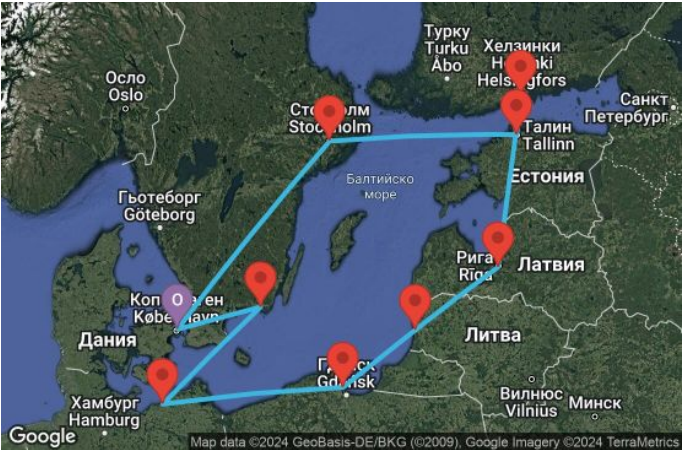 Турку
Turku
Åbo
Хелзинки
Helsingfors
Осло
Oslo
Санкт
Петербург
Stockholm
Талин
Tallinn
Балтийско
море
Естония
Гьотеборг
Göteborg
Рига
Rīga
Латвия
O
Дания
Литва
Gdańsk
Хамбург
Hamburg
Вилнюс
Vilnius
Минск
Google
Map data ©2024 GeoBasis-DE/BKG (©2009), Google Imagery ©2024 TerraMetrics